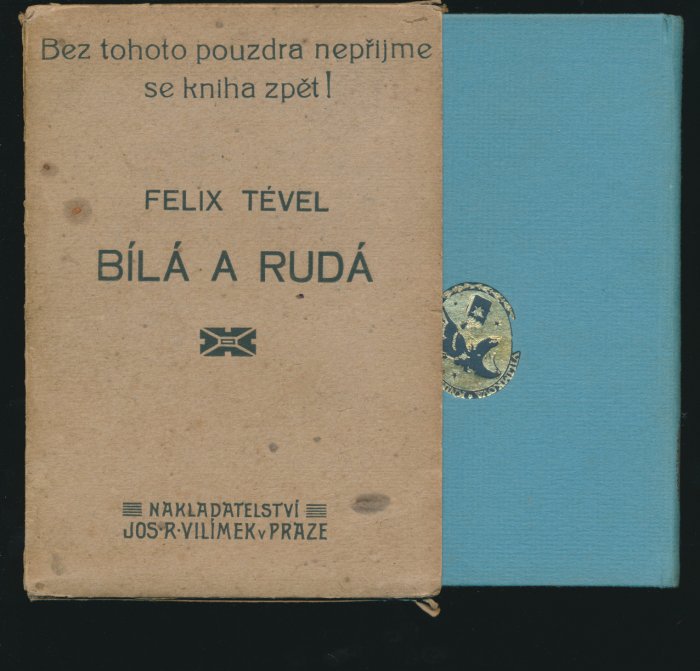 Bez tohoto pouzdra nepřijme
se kniha zpět!
FELIX TÉVEL
BÍLÁ A RUDÁ
NAKLADATELSTVÍ
JOS·R·VILÍMEK V PRAZE